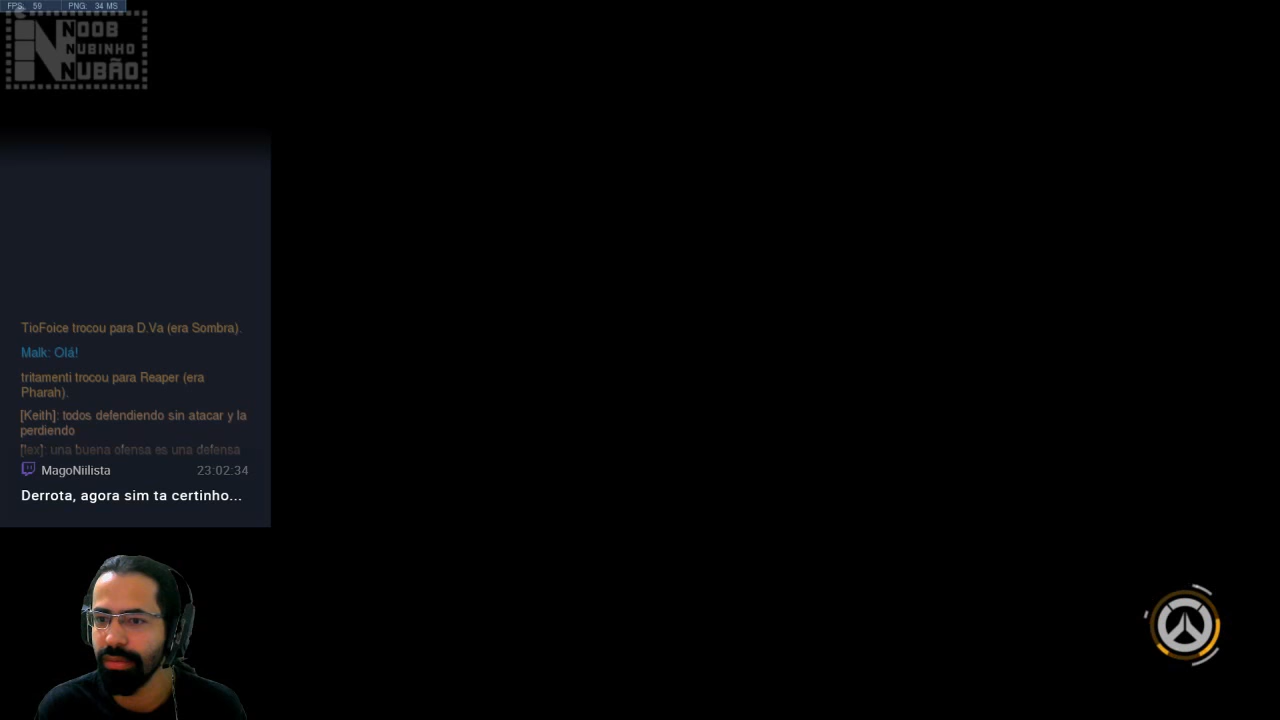 FPS: 59 PNG: 34 MS
NOOB
NUBINHO
NUBÃO
TioFoice trocou para D.Va (era Sombra).
Malk: Olá!
tritamenti trocou para Reaper (era
Pharah).
[Keith]: todos defendiendo sin atacar y la
perdiendo
[lex]: una buena ofensa es una defensa
MagoNiilista 23:02:34
Derrota, agora sim ta certinho...